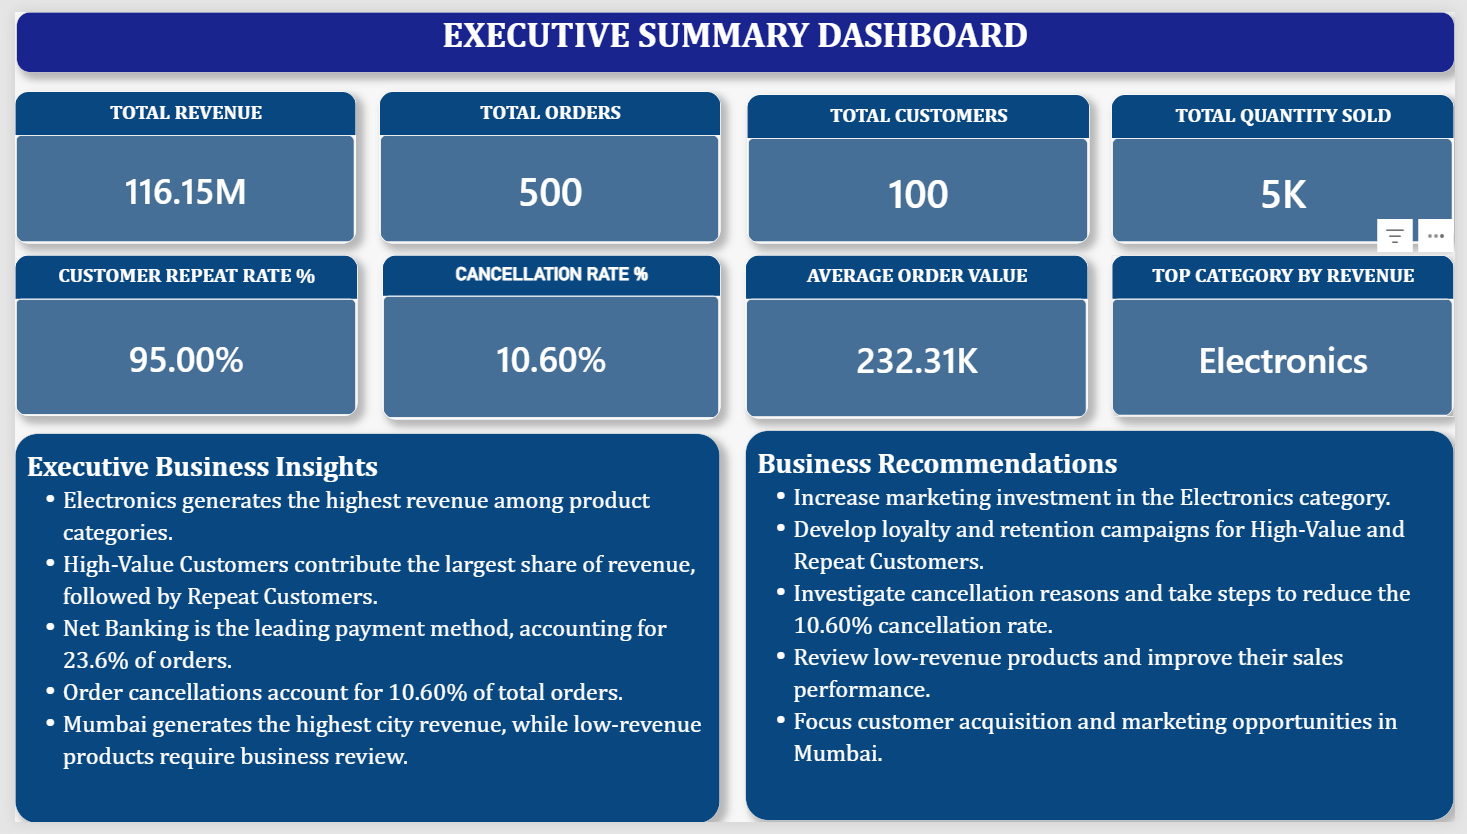 EXECUTIVE SUMMARY DASHBOARD
TOTAL REVENUE
116.15M
TOTAL ORDERS
500
TOTAL CUSTOMERS
100
TOTAL QUANTITY SOLD
5K
CUSTOMER REPEAT RATE %
95.00%
CANCELLATION RATE %
10.60%
AVERAGE ORDER VALUE
232.31K
TOP CATEGORY BY REVENUE
Electronics
Executive Business Insights
• Electronics generates the highest revenue among product
categories.
• High-Value Customers contribute the largest share of revenue,
followed by Repeat Customers.
• Net Banking is the leading payment method, accounting for
23.6% of orders.
• Order cancellations account for 10.60% of total orders.
• Mumbai generates the highest city revenue, while low-revenue
products require business review.
Business Recommendations
• Increase marketing investment in the Electronics category.
• Develop loyalty and retention campaigns for High-Value and
Repeat Customers.
• Investigate cancellation reasons and take steps to reduce the
10.60% cancellation rate.
• Review low-revenue products and improve their sales
performance.
• Focus customer acquisition and marketing opportunities in
Mumbai.